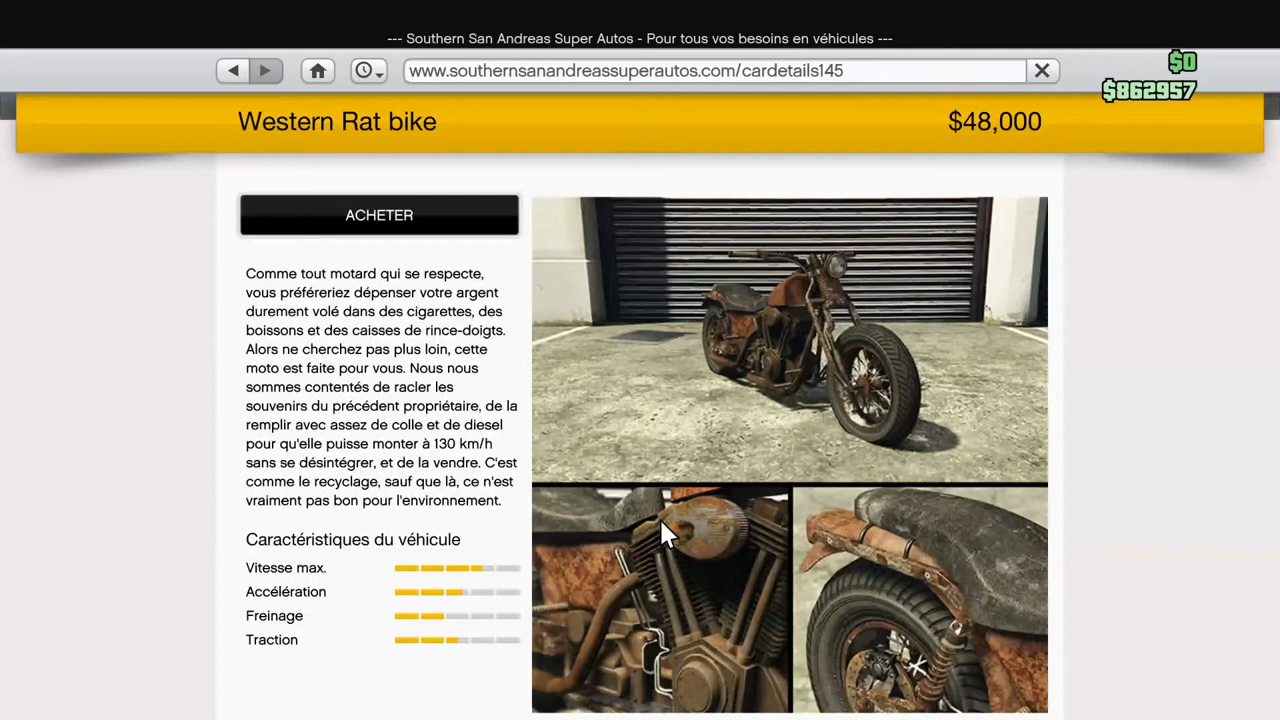 --- Southern San Andreas Super Autos - Pour tous vos besoins en véhicules ---
www.southernsanandreassuperautos.com/cardetails145
$0
$862957
Western Rat bike
$48,000
ACHETER
Comme tout motard qui se respecte,
vous préféreriez dépenser votre argent
durement volé dans des cigarettes, des
boissons et des caisses de rince-doigts.
Alors ne cherchez pas plus loin, cette
moto est faite pour vous. Nous nous
sommes contentés de racler les
souvenirs du précédent propriétaire, de la
remplir avec assez de colle et de diesel
pour qu'elle puisse monter à 130 km/h
sans se désintégrer, et de la vendre. C'est
comme le recyclage, sauf que là, ce n'est
vraiment pas bon pour l'environnement.
Caractéristiques du véhicule
Vitesse max.
Accélération
Freinage
Traction